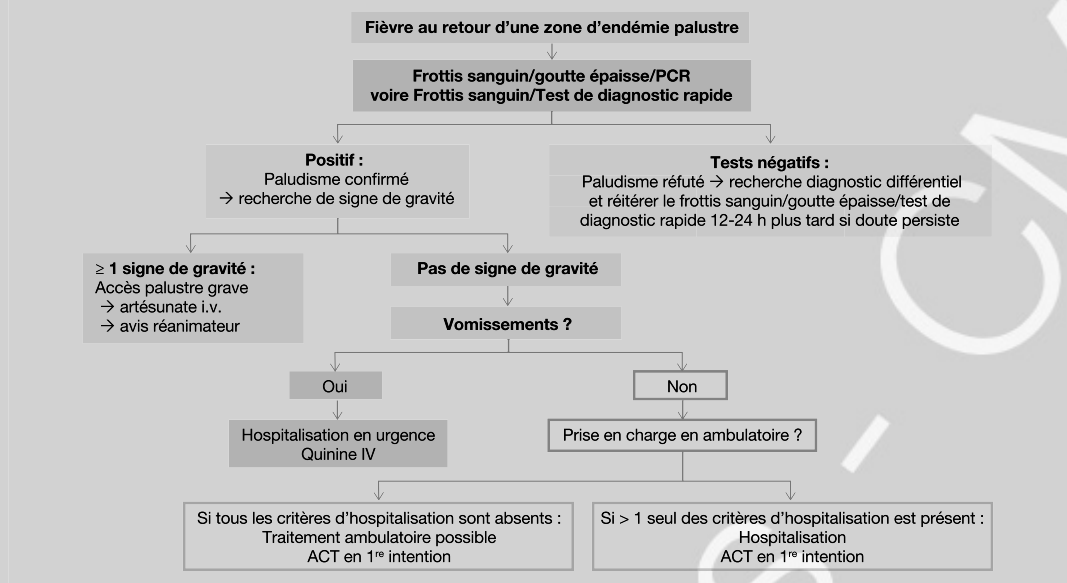 Fièvre au retour d’une zone d’endémie palustre
Frottis sanguin/goutte épaisse/PCR
voire Frottis sanguin/Test de diagnostic rapide
Positif :
Paludisme confirmé
→ recherche de signe de gravité
Tests négatifs :
Paludisme réfuté → recherche diagnostic différentiel
et réitérer le frottis sanguin/goutte épaisse/test de
diagnostic rapide 12-24 h plus tard si doute persiste
≥ 1 signe de gravité :
Accès palustre grave
→ artésunate i.v.
→ avis réanimateur
Pas de signe de gravité
Vomissements ?
Oui
Non
Hospitalisation en urgence
Quinine IV
Prise en charge en ambulatoire ?
Si tous les critères d’hospitalisation sont absents :
Traitement ambulatoire possible
ACT en 1re intention
Si > 1 seul des critères d’hospitalisation est présent :
Hospitalisation
ACT en 1re intention